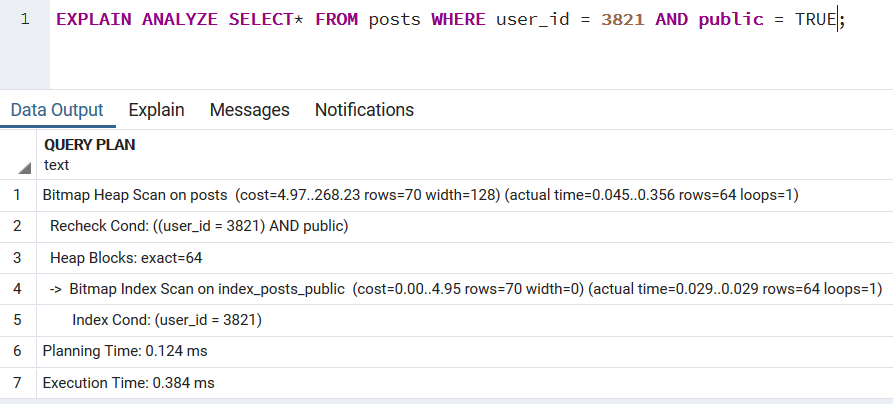 1 EXPLAIN ANALYZE SELECT* FROM posts WHERE user_id = 3821 AND public = TRUE;
Data Output Explain Messages Notifications
QUERY PLAN
text
1 Bitmap Heap Scan on posts (cost=4.97..268.23 rows=70 width=128) (actual time=0.045..0.356 rows=64 loops=1)
2 Recheck Cond: ((user_id = 3821) AND public)
3 Heap Blocks: exact=64
4 -> Bitmap Index Scan on index_posts_public (cost=0.00..4.95 rows=70 width=0) (actual time=0.029..0.029 rows=64 loops=1)
5 Index Cond: (user_id = 3821)
6 Planning Time: 0.124 ms
7 Execution Time: 0.384 ms